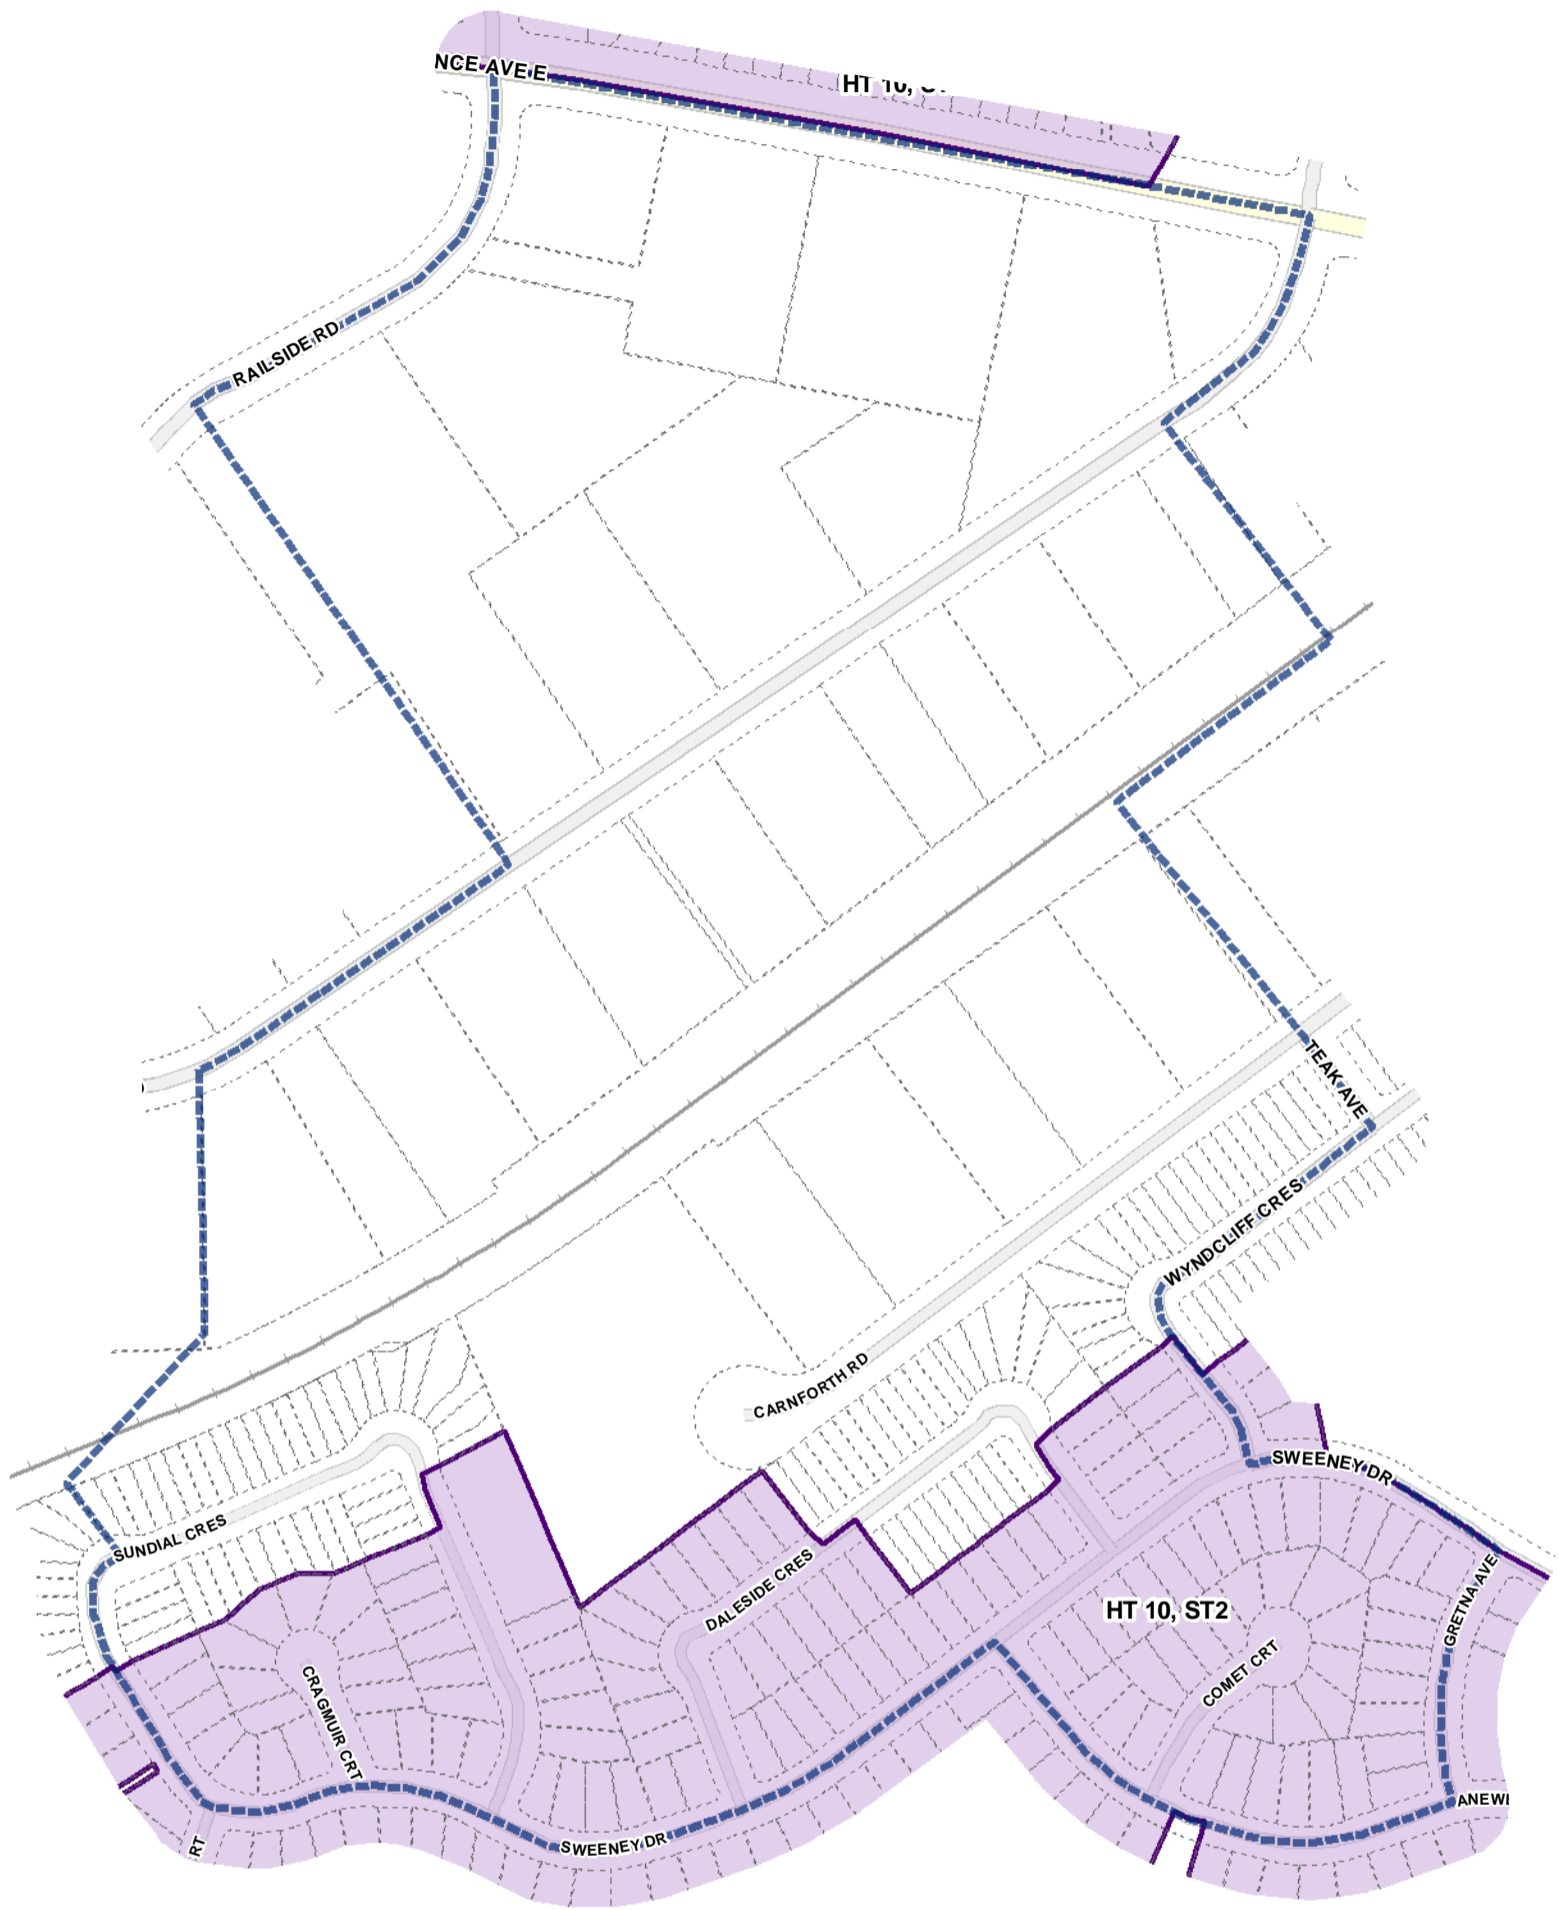 NCE AVE E
HT 10,
RAILSIDE RD
TEAK AVE
WYNDCLIFF CRES
CARNFORTH RD
SWEENEY DR
SUNDIAL CRES
DALESIDE CRES
GRETNA AVE
HT 10, ST2
COMET CRT
CRAGMUIR CRT
ANEWI
SWEENEY DR
RT